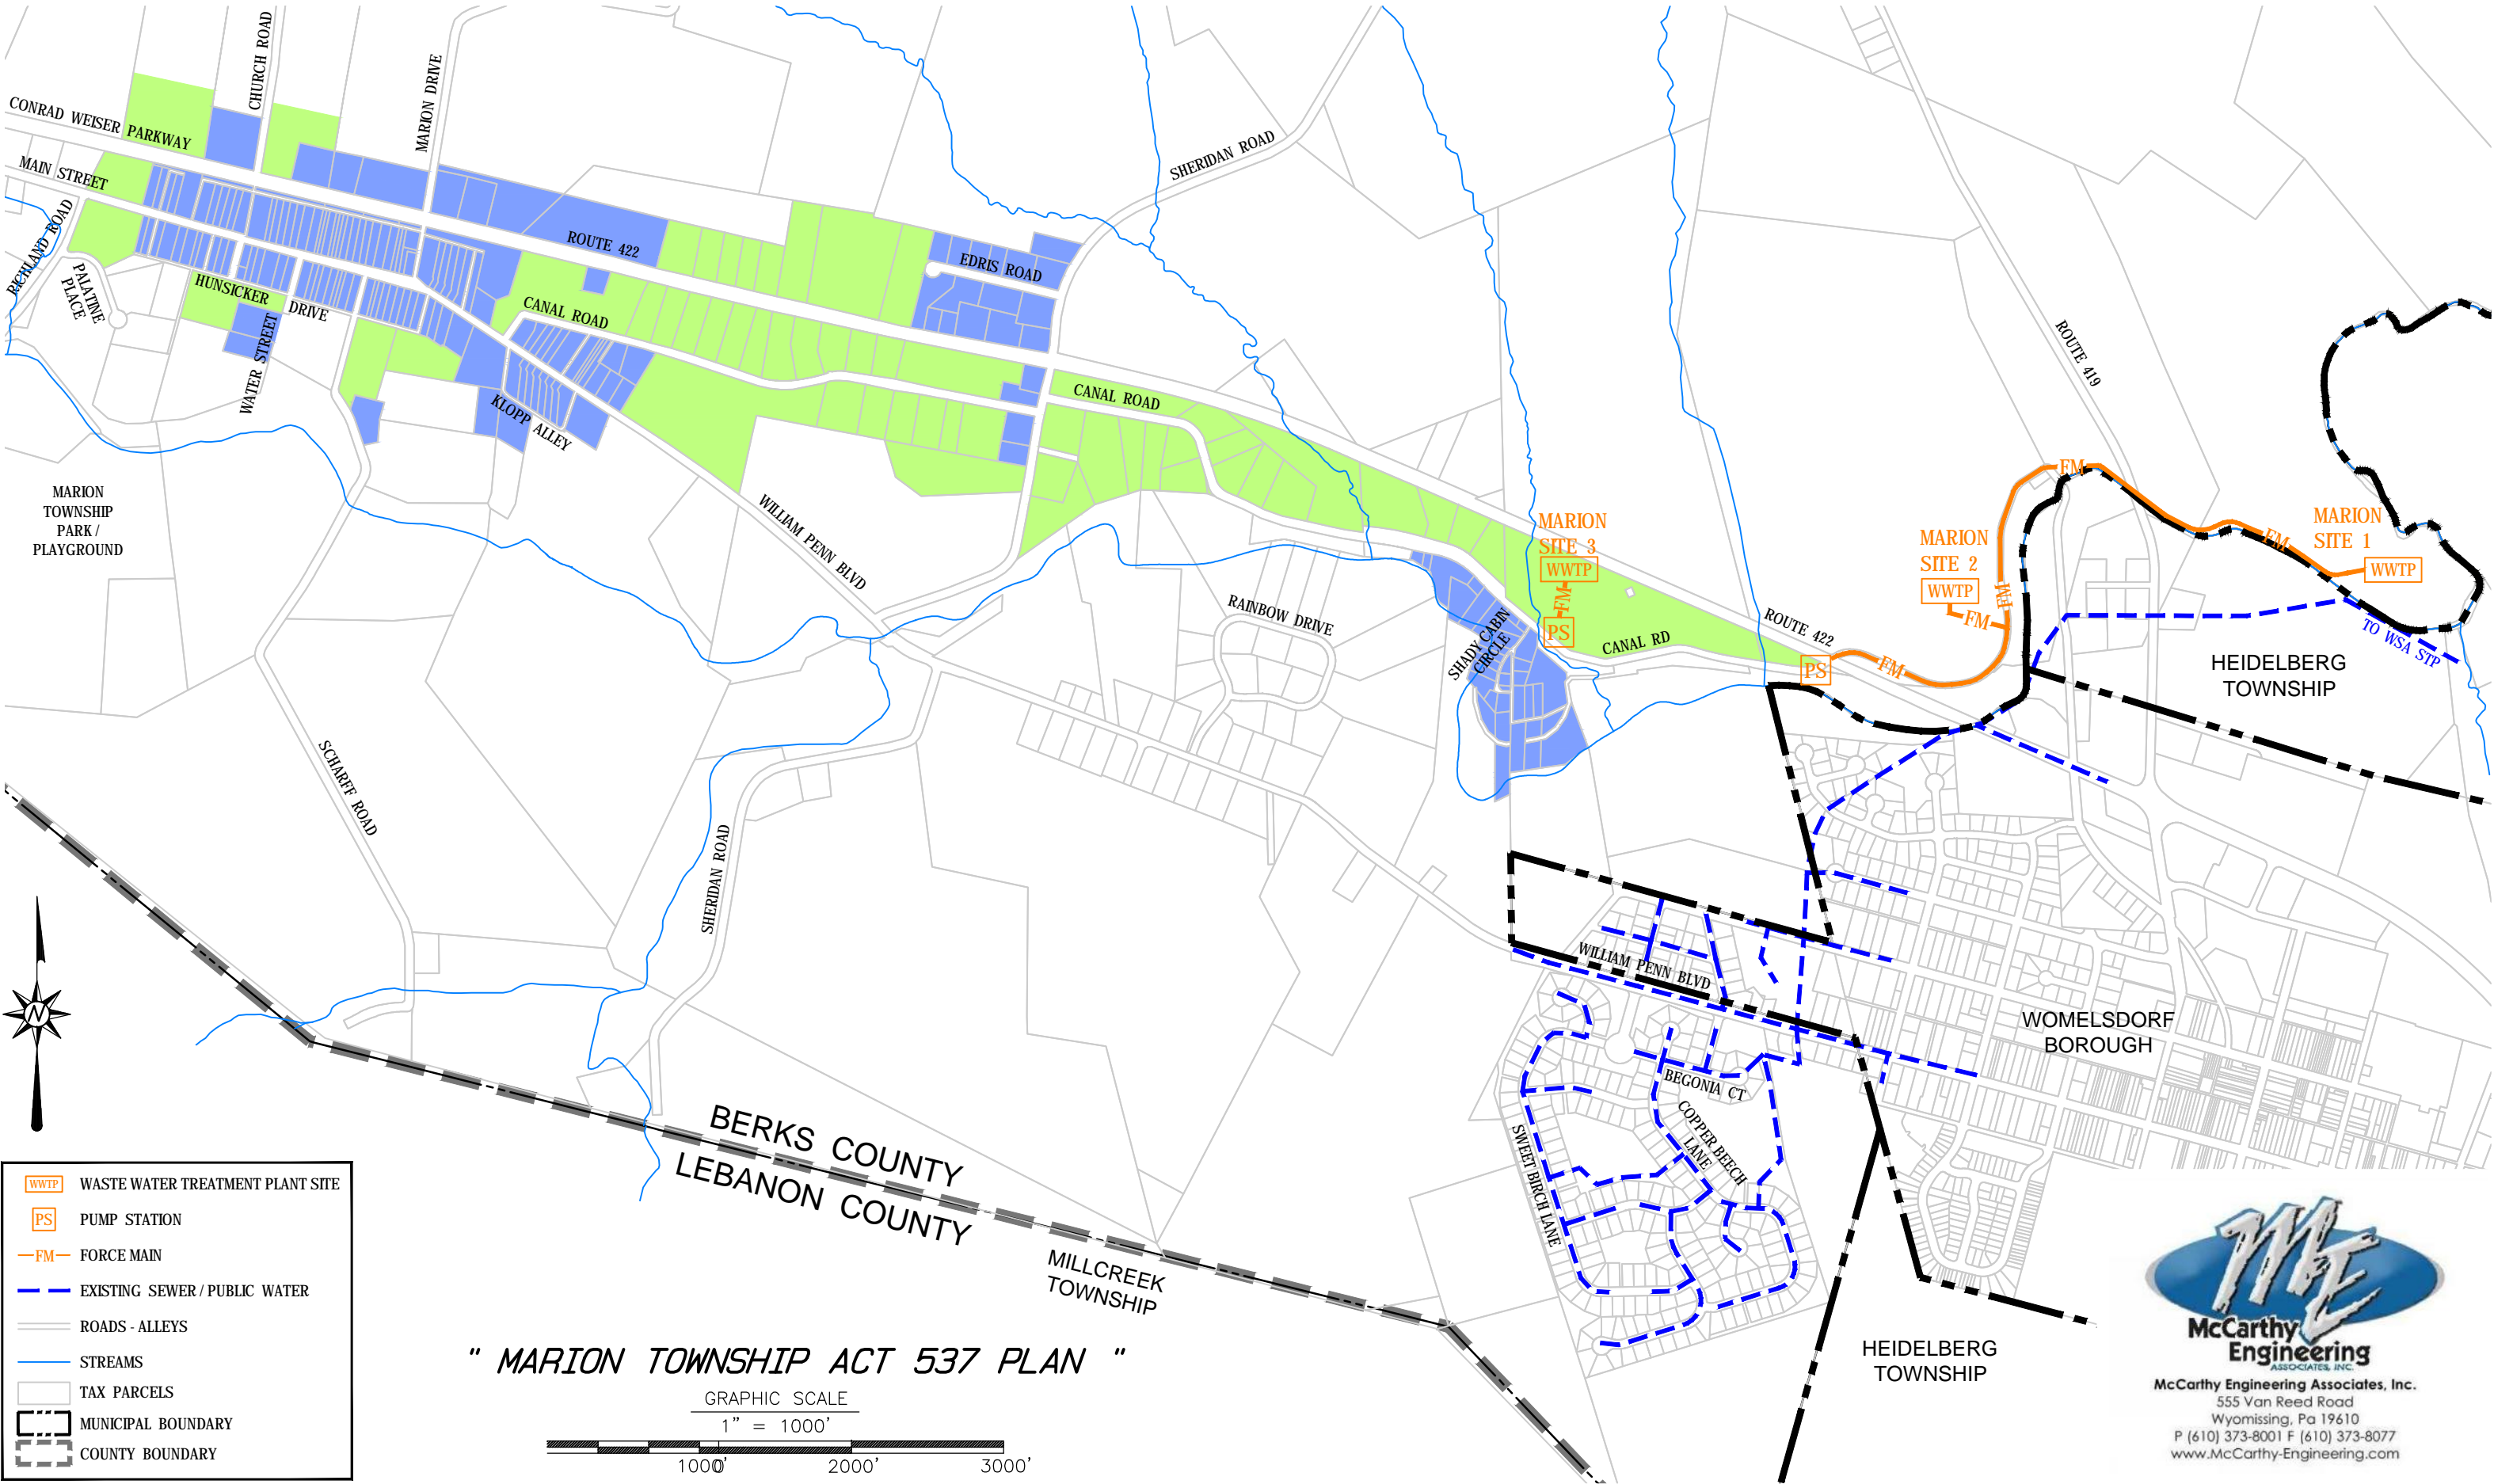 CONRAD WEISER PARKWAY
CHURCH ROAD
MARION DRIVE
MAIN STREET
RICHLAND ROAD
PALATINE
PLACE
HUNSICKER
DRIVE
WATER STREET
ROUTE 422
CANAL ROAD
KLOPP ALLEY
EDRIS ROAD
SHERIDAN ROAD
CANAL ROAD
WILLIAM PENN BLVD
MARION
TOWNSHIP
PARK /
PLAYGROUND
RAINBOW DRIVE
SHADY CABIN
CIRCLE
MARION
SITE 3
WWTP
FM
PS
CANAL RD
ROUTE 422
PS
FM
MARION
SITE 2
WWTP
FM
FM
FM
ROUTE 419
FM
MARION
SITE 1
WWTP
TO WSA STP
HEIDELBERG
TOWNSHIP
SCHARFF ROAD
SHERIDAN ROAD
WILLIAM PENN BLVD
WOMELSDORF
BOROUGH
BEGONIA CT
COPPER BEECH
LANE
SWEET BIRCH LANE
N
BERKS COUNTY
LEBANON COUNTY
MILLCREEK
TOWNSHIP
HEIDELBERG
TOWNSHIP
WWTP WASTE WATER TREATMENT PLANT SITE
PS PUMP STATION
FM FORCE MAIN
EXISTING SEWER / PUBLIC WATER
ROADS - ALLEYS
STREAMS
TAX PARCELS
MUNICIPAL BOUNDARY
COUNTY BOUNDARY
" MARION TOWNSHIP ACT 537 PLAN "
GRAPHIC SCALE
1" = 1000'
1000' 2000' 3000'
McCarthy
Engineering
ASSOCIATES, INC.
McCarthy Engineering Associates, Inc.
555 Van Reed Road
Wyomissing, Pa 19610
P (610) 373-8001 F (610) 373-8077
www.McCarthy-Engineering.com